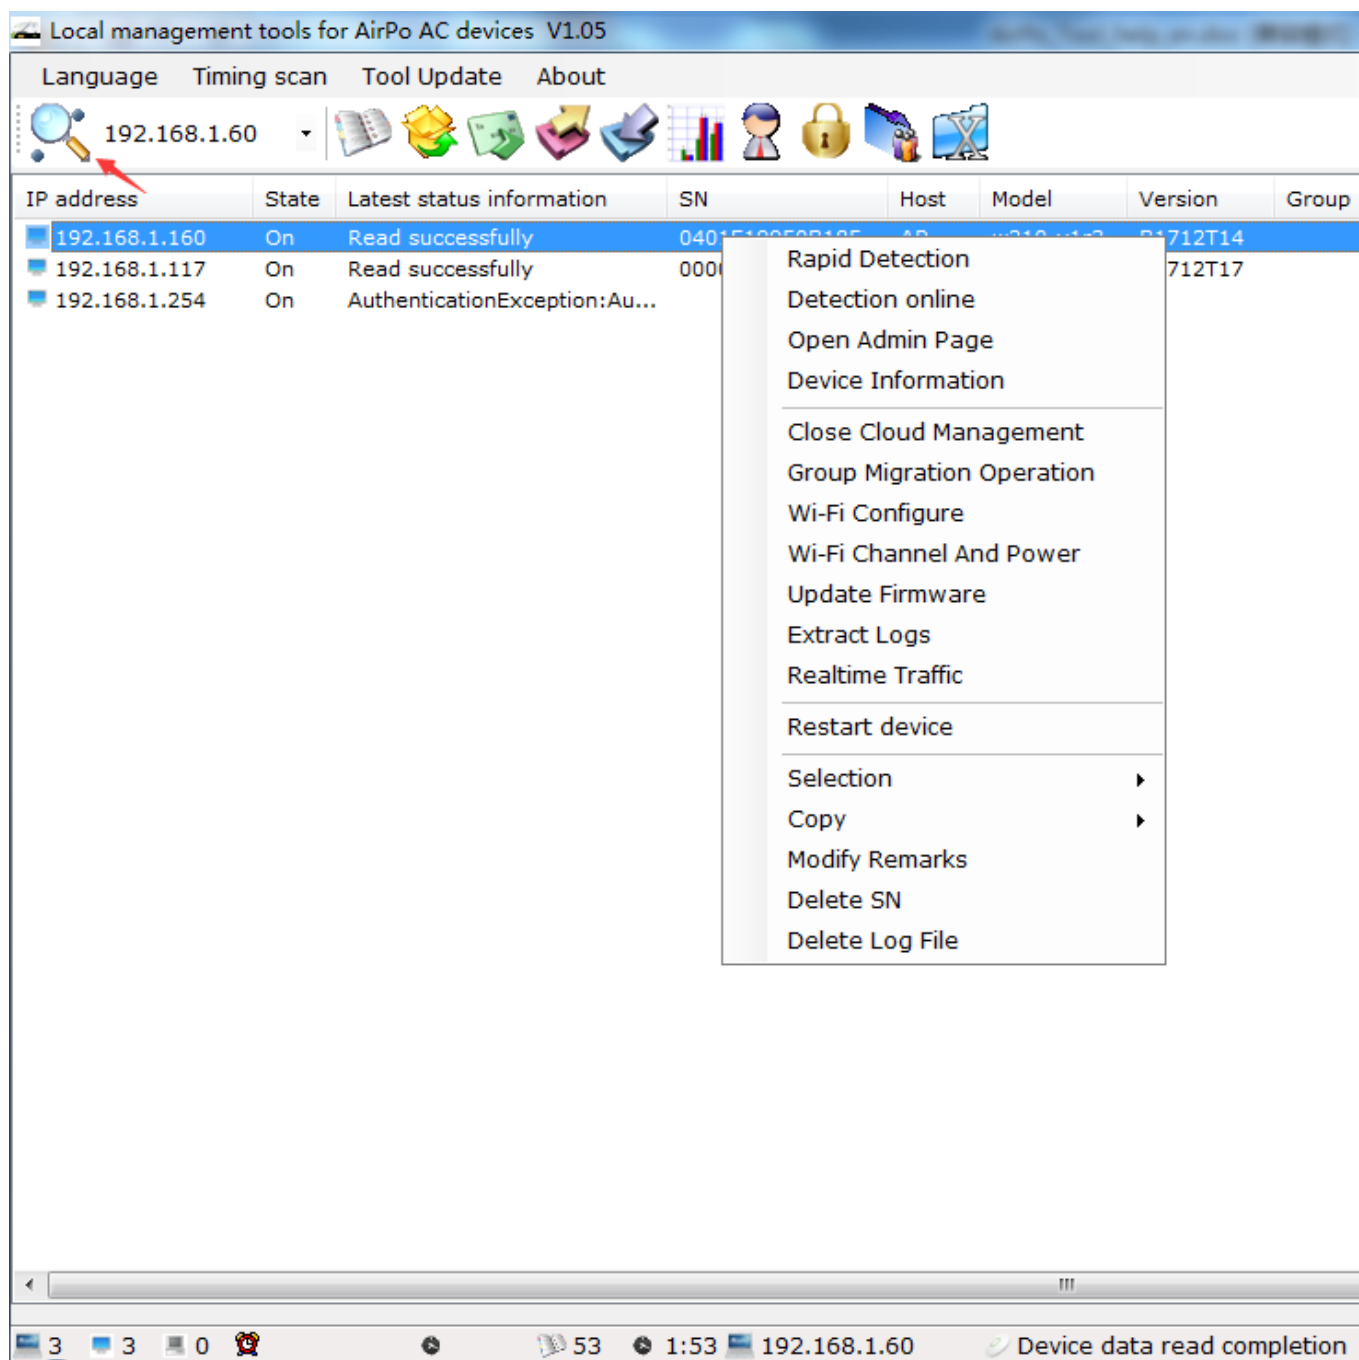 Local management tools for AirPo AC devices V1.05
Language Timing scan Tool Update About
192.168.1.60
IP address State Latest status information SN Host Model Version Group
192.168.1.160 On Read successfully
192.168.1.117 On Read successfully 712T17
192.168.1.254 On AuthenticationException:Au...
Rapid Detection
Detection online
Open Admin Page
Device Information
Close Cloud Management
Group Migration Operation
Wi-Fi Configure
Wi-Fi Channel And Power
Update Firmware
Extract Logs
Realtime Traffic
Restart device
Selection
Copy
Modify Remarks
Delete SN
Delete Log File
3 3 0 53 1:53 192.168.1.60 Device data read completion